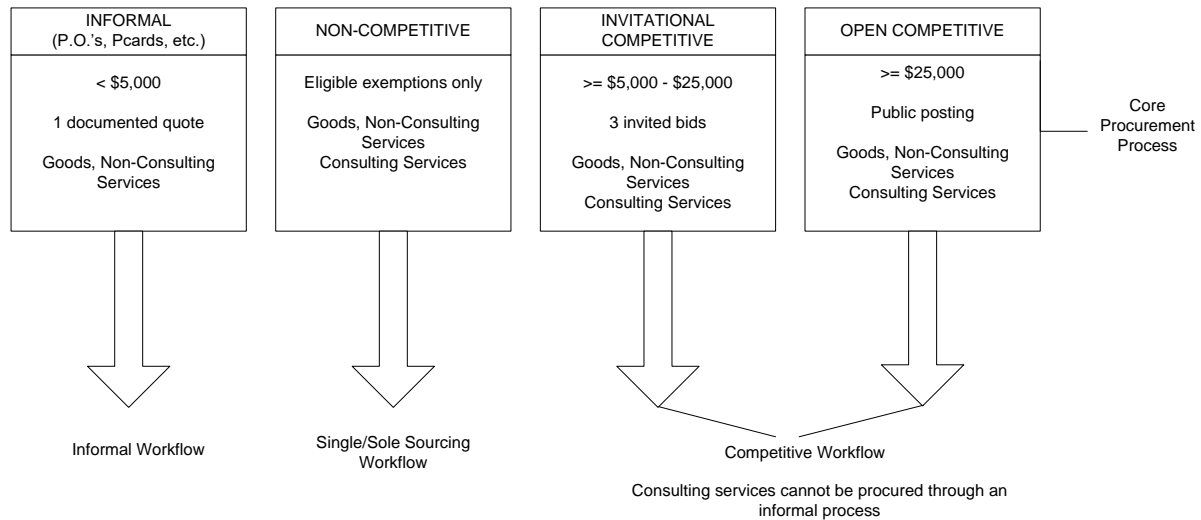 INFORMAL
(P.O.'s, Pcards, etc.)
< $5,000
1 documented quote
Goods, Non-Consulting
Services
NON-COMPETITIVE
Eligible exemptions only
Goods, Non-Consulting
Services
Consulting Services
INVITATIONAL
COMPETITIVE
>= $5,000 - $25,000
3 invited bids
Goods, Non-Consulting
Services
Consulting Services
OPEN COMPETITIVE
>= $25,000
Public posting
Goods, Non-Consulting
Services
Consulting Services
Core
Procurement
Process
Informal Workflow
Single/Sole Sourcing
Workflow
Competitive Workflow
Consulting services cannot be procured through an
informal process